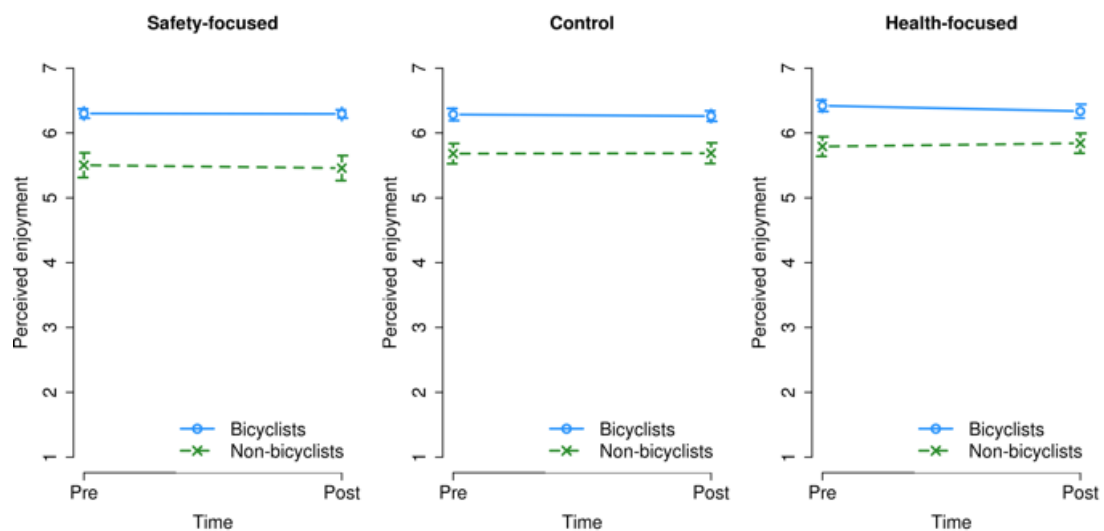 Safety-focused
Control
Health-focused
Perceived enjoyment
1 2 3 4 5 6 7
Bicyclists
Non-bicyclists
Pre Post
Time
Perceived enjoyment
1 2 3 4 5 6 7
Bicyclists
Non-bicyclists
Pre Post
Time
Perceived enjoyment
1 2 3 4 5 6 7
Bicyclists
Non-bicyclists
Pre Post
Time